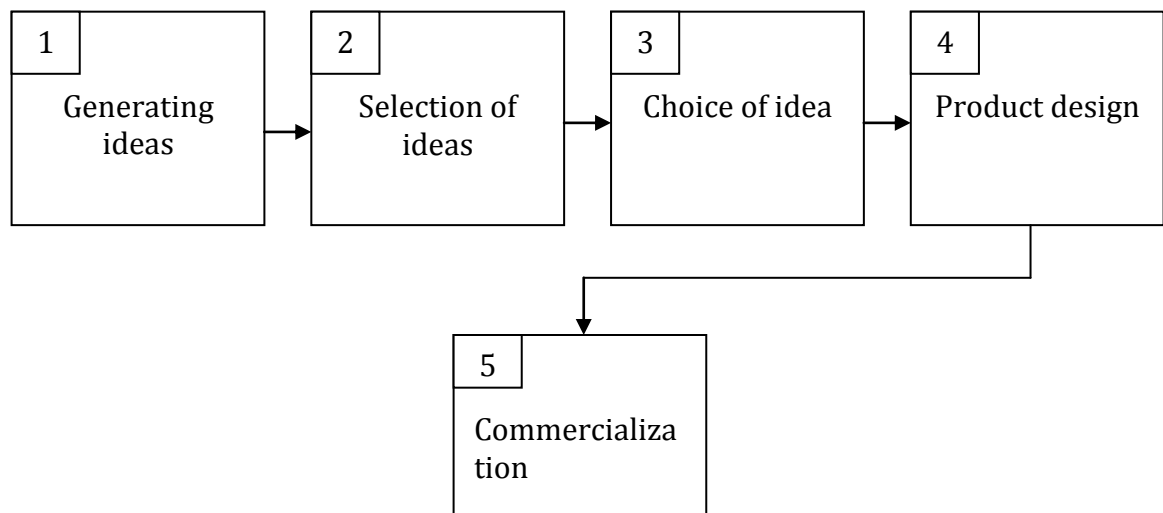 1
Generating
ideas
2
Selection of
ideas
3
Choice of idea
4
Product design
5
Commercializa
tion